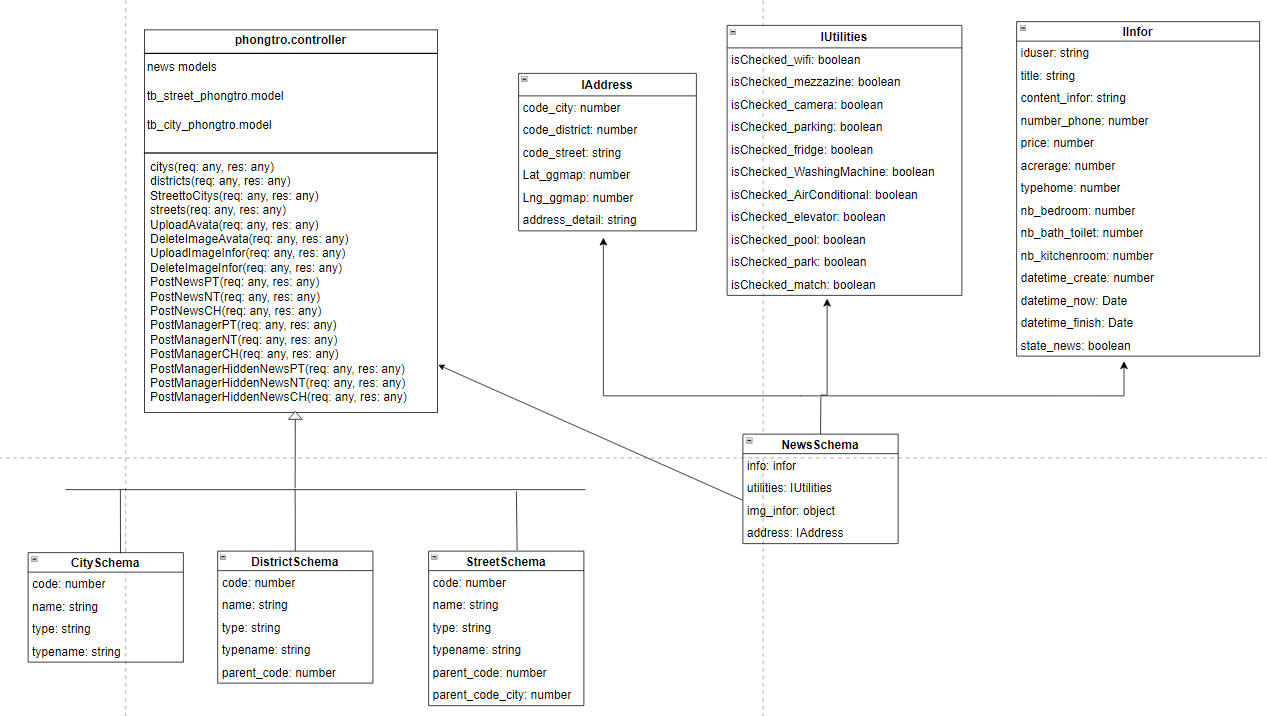 phongtro.controller
news models
tb_street_phongtro.model
tb_city_phongtro.model
citys(req: any, res: any)
districts(req: any, res: any)
StreettoCitys(req: any, res: any)
streets(req: any, res: any)
UploadAvata(req: any, res: any)
DeleteImageAvata(req: any, res: any)
UploadImageInfor(req: any, res: any)
DeleteImageInfor(req: any, res: any)
PostNewsPT(req: any, res: any)
PostNewsNT(req: any, res: any)
PostNewsCH(req: any, res: any)
PostManagerPT(req: any, res: any)
PostManagerNT(req: any, res: any)
PostManagerCH(req: any, res: any)
PostManagerHiddenNewsPT(req: any, res: any)
PostManagerHiddenNewsNT(req: any, res: any)
PostManagerHiddenNewsCH(req: any, res: any)
IAddress
code_city: number
code_district: number
code_street: string
Lat_ggmap: number
Lng_ggmap: number
address_detail: string
IUtilities
isChecked_wifi: boolean
isChecked_mezzazine: boolean
isChecked_camera: boolean
isChecked_parking: boolean
isChecked_fridge: boolean
isChecked_WashingMachine: boolean
isChecked_AirConditional: boolean
isChecked_elevator: boolean
isChecked_pool: boolean
isChecked_park: boolean
isChecked_match: boolean
IInfor
iduser: string
title: string
content_infor: string
number_phone: number
price: number
acrerage: number
typehome: number
nb_bedroom: number
nb_bath_toilet: number
nb_kitchenroom: number
datetime_create: number
datetime_now: Date
datetime_finish: Date
state_news: boolean
NewsSchema
info: infor
utilities: IUtilities
img_infor: object
address: IAddress
CitySchema
code: number
name: string
type: string
typename: string
DistrictSchema
code: number
name: string
type: string
typename: string
parent_code: number
StreetSchema
code: number
name: string
type: string
typename: string
parent_code: number
parent_code_city: number